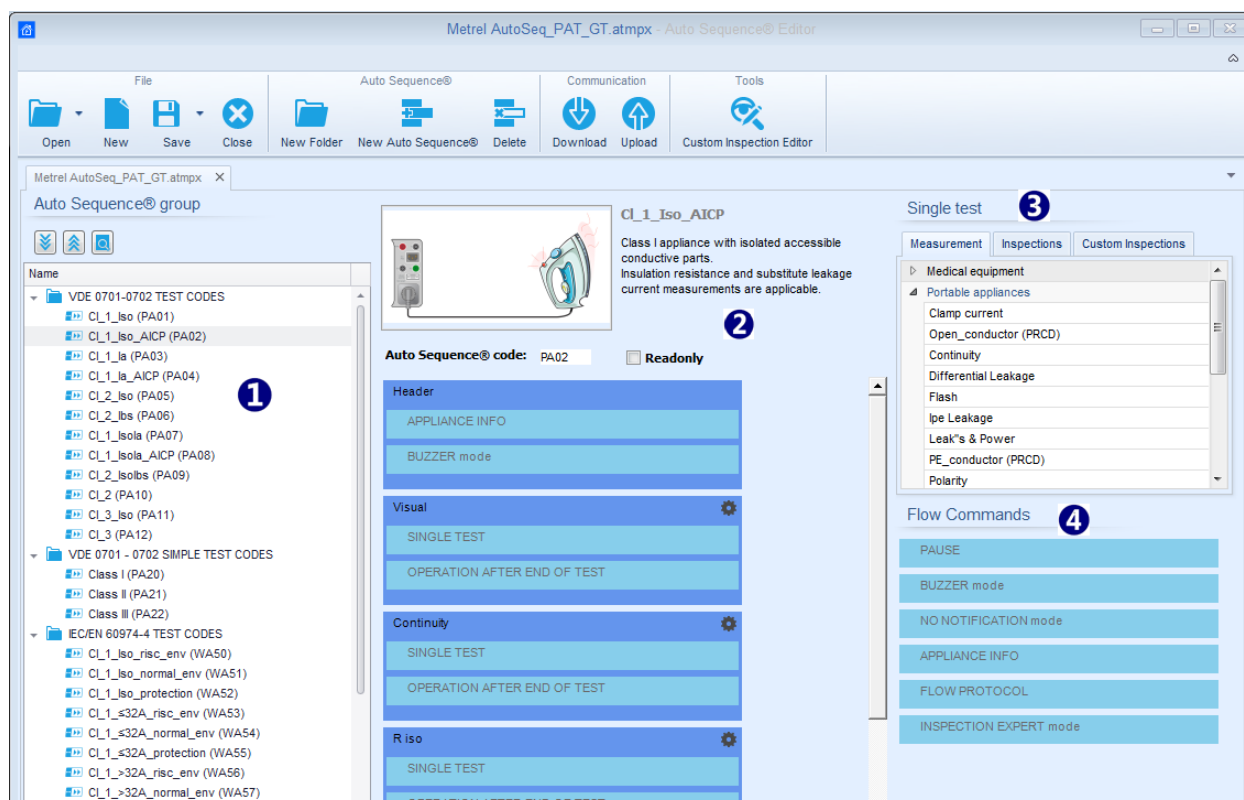 Metrel AutoSeq_PAT_GT.atmpx - Auto Sequence® Editor
File
Auto Sequence®
Communication
Tools
Open
New
Save
Close
New Folder
New Auto Sequence®
Delete
Download
Upload
Custom Inspection Editor
Metrel AutoSeq_PAT_GT.atmpx
Auto Sequence® group
Name
VDE 0701-0702 TEST CODES
Cl_1_Iso (PA01)
Cl_1_Iso_AICP (PA02)
Cl_1_Ia (PA03)
Cl_1_Ia_AICP (PA04)
Cl_2_Iso (PA05)
Cl_2_Ibs (PA06)
Cl_1_IsoIa (PA07)
Cl_1_IsoIa_AICP (PA08)
Cl_2_IsoIbs (PA09)
Cl_2 (PA10)
Cl_3_Iso (PA11)
Cl_3 (PA12)
VDE 0701 - 0702 SIMPLE TEST CODES
Class I (PA20)
Class II (PA21)
Class III (PA22)
IEC/EN 60974-4 TEST CODES
Cl_1_Iso_risc_env (WA50)
Cl_1_Iso_normal_env (WA51)
Cl_1_Iso_protection (WA52)
Cl_1_≤32A_risc_env (WA53)
Cl_1_≤32A_normal_env (WA54)
Cl_1_≤32A_protection (WA55)
Cl_1_>32A_risc_env (WA56)
Cl_1_>32A_normal_env (WA57)
1
Cl_1_Iso_AICP
Class I appliance with isolated accessible
conductive parts.
Insulation resistance and substitute leakage
current measurements are applicable.
2
Auto Sequence® code: PA02
Readonly
Header
APPLIANCE INFO
BUZZER mode
Visual
SINGLE TEST
OPERATION AFTER END OF TEST
Continuity
SINGLE TEST
OPERATION AFTER END OF TEST
R iso
SINGLE TEST
OPERATION AFTER END OF TEST
Single test
3
Measurement
Inspections
Custom Inspections
Medical equipment
Portable appliances
Clamp current
Open_conductor (PRCD)
Continuity
Differential Leakage
Flash
Ipe Leakage
Leak"s & Power
PE_conductor (PRCD)
Polarity
Flow Commands
4
PAUSE
BUZZER mode
NO NOTIFICATION mode
APPLIANCE INFO
FLOW PROTOCOL
INSPECTION EXPERT mode